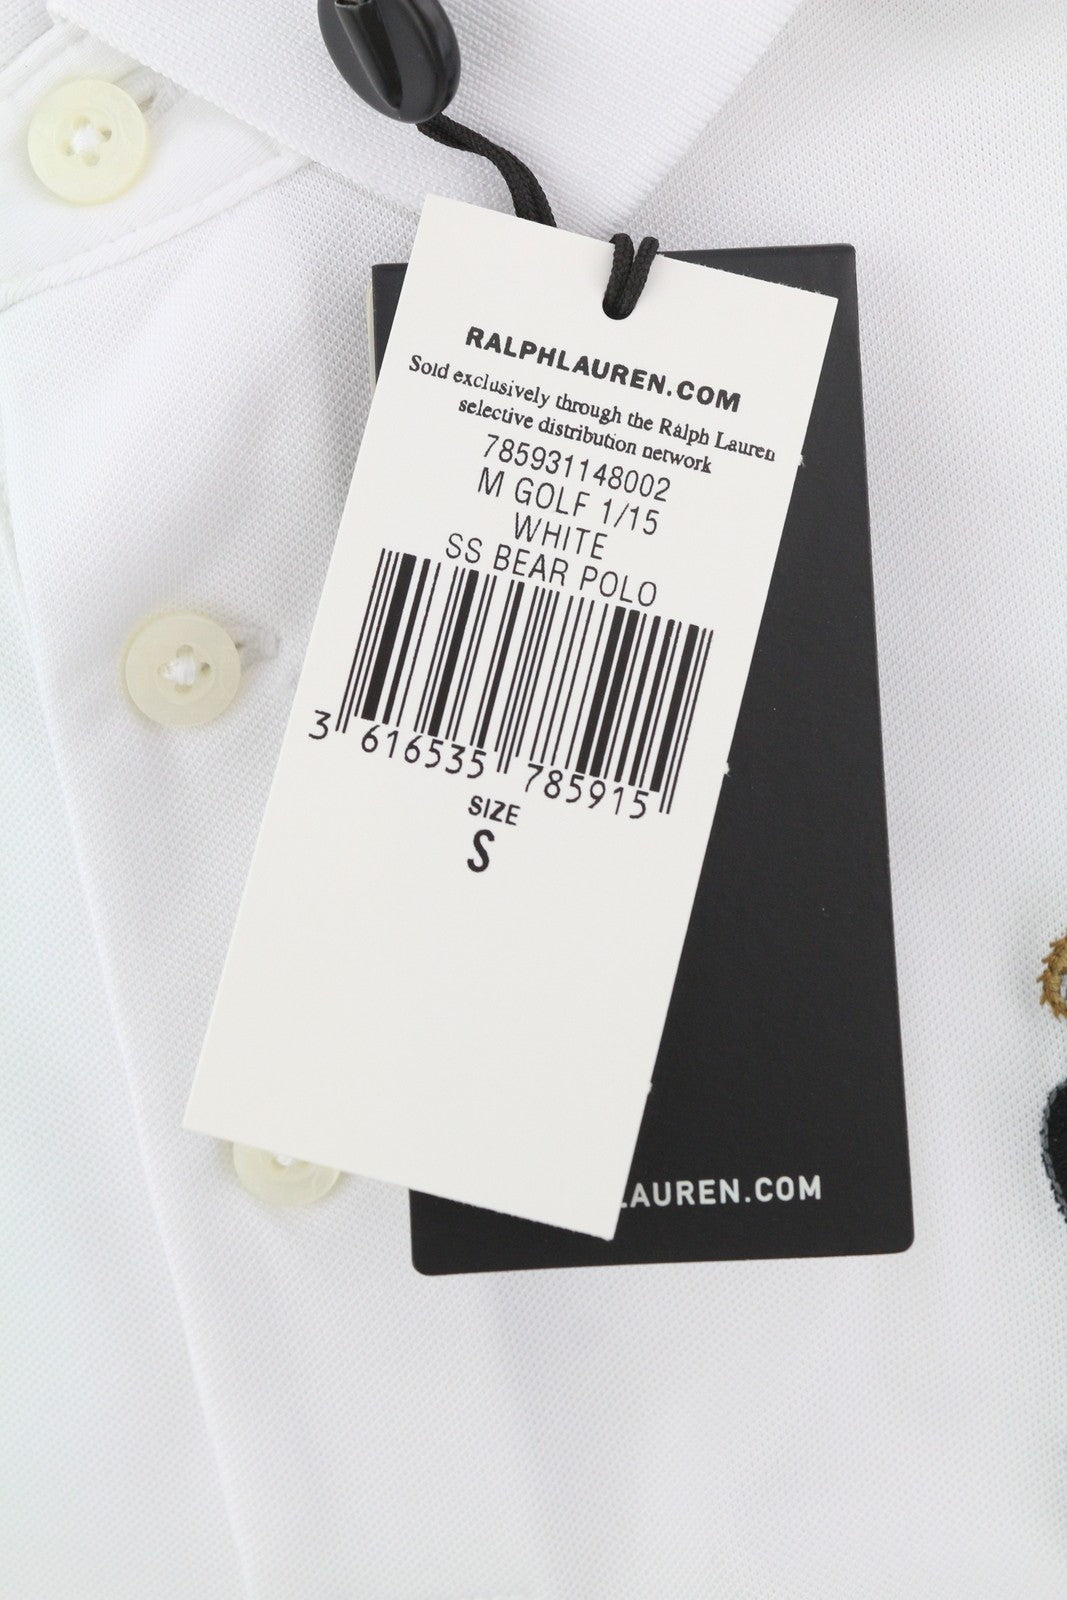 RALPHLAUREN.COM
Sold exclusively through the Ralph Lauren
selective distribution network
785931148002
M GOLF 1/15
WHITE
SS BEAR POLO
3 616535 785915
SIZE
S
LAUREN.COM